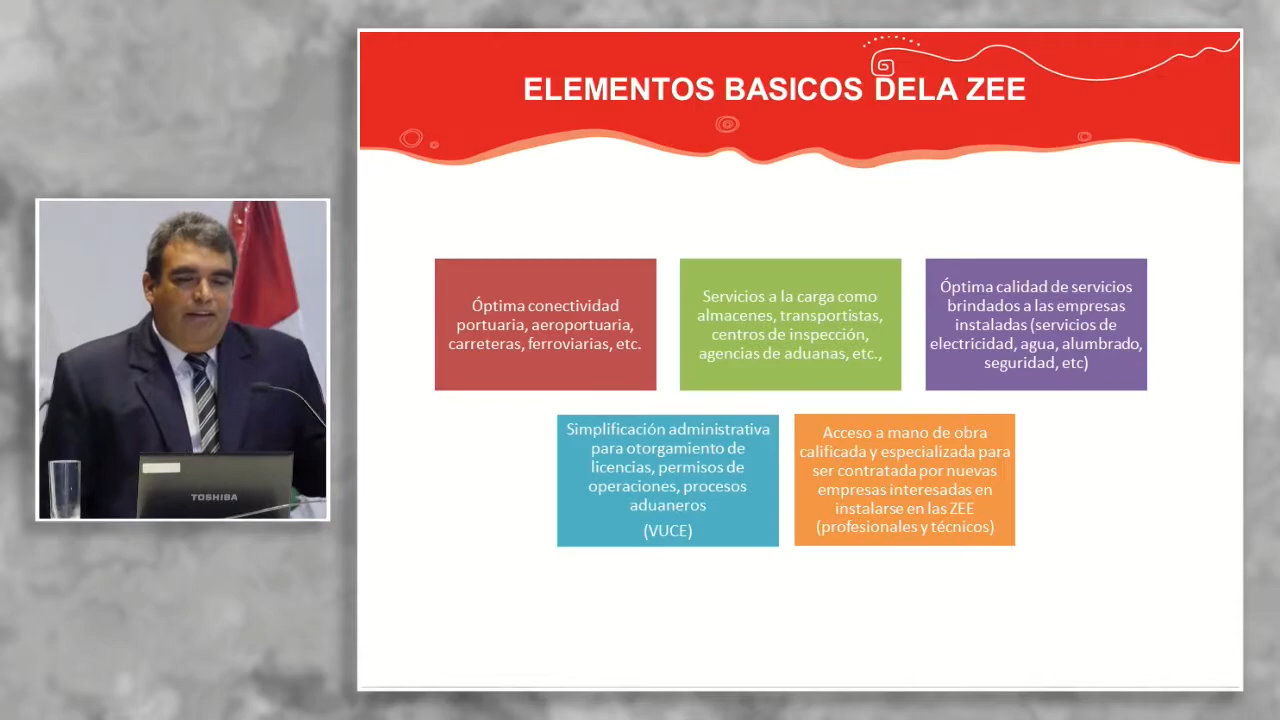 ELEMENTOS BASICOS DELA ZEE
Óptima conectividad
portuaria, aeroportuaria,
carreteras, ferroviarias, etc.
Servicios a la carga como
almacenes, transportistas,
centros de inspección,
agencias de aduanas, etc.,
Óptima calidad de servicios
brindados a las empresas
instaladas (servicios de
electricidad, agua, alumbrado,
seguridad, etc)
Simplificación administrativa
para otorgamiento de
licencias, permisos de
operaciones, procesos
aduaneros
(VUCE)
Acceso a mano de obra
calificada y especializada para
ser contratada por nuevas
empresas interesadas en
instalarse en las ZEE
(profesionales y técnicos)
TOSHIBA